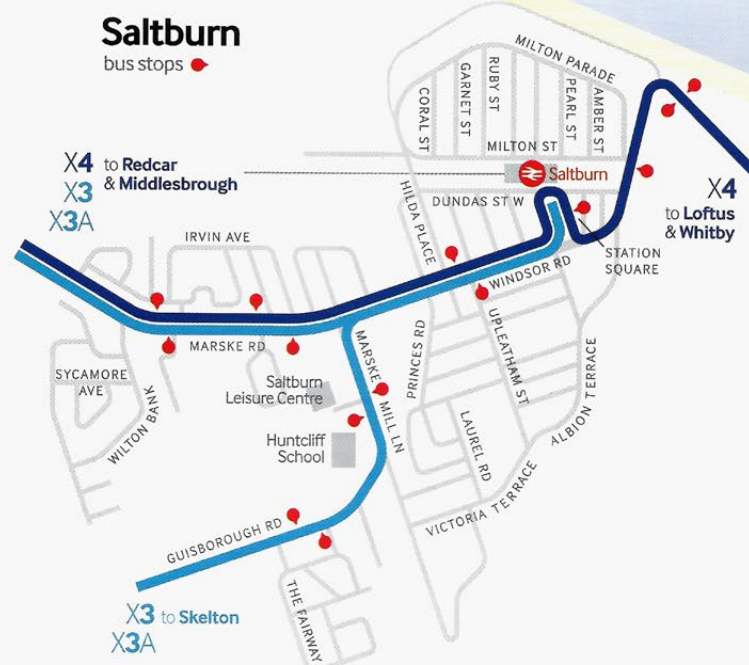 Saltburn
bus stops
MILTON PARADE
CORAL ST
GARNET ST
RUBY ST
PEARL ST
AMBER ST
MILTON ST
X4 to Redcar
& Middlesbrough
X3
X3A
Saltburn
X4
to Loftus
& Whitby
DUNDAS ST W
HILDA PLACE
IRVIN AVE
STATION
SQUARE
WINDSOR RD
MARSKE RD
SYCAMORE
AVE
WILTON BANK
Saltburn
Leisure Centre
MARSKE MILL LN
PRINCES RD
UPLEATHAM ST
ALBION TERRACE
Huntcliff
School
LAUREL RD
VICTORIA TERRACE
GUISBOROUGH RD
THE FAIRWAY
X3 to Skelton
X3A